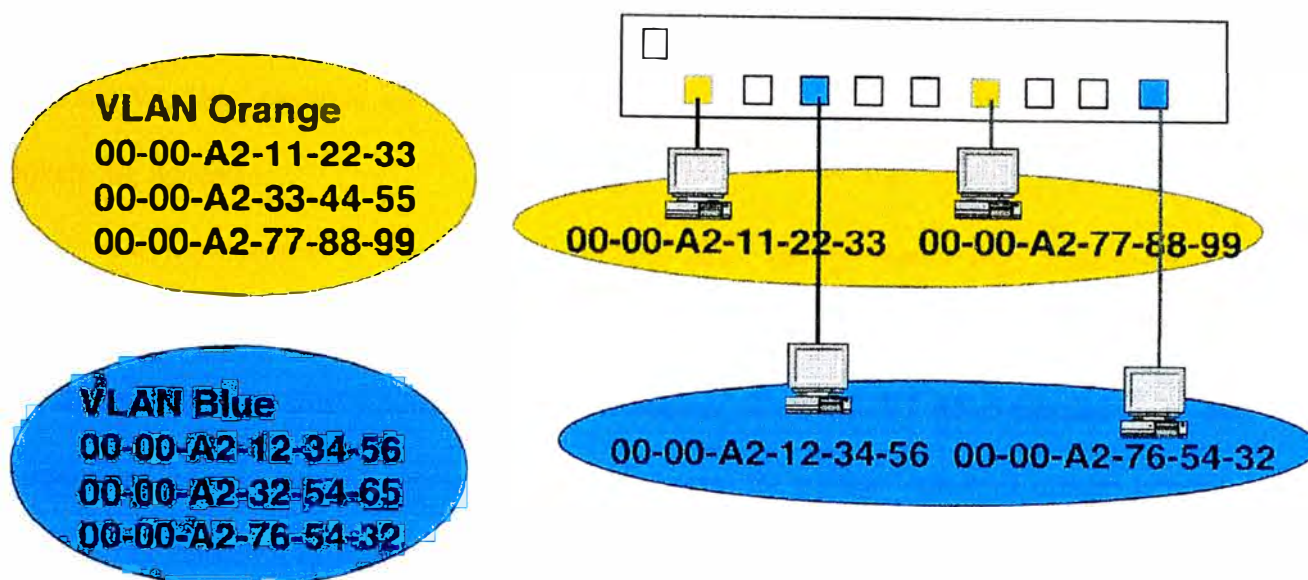 VLAN Orange
00-00-A2-11-22-33
00-00-A2-33-44-55
00-00-A2-77-88-99
VLAN Blue
00-00-A2-12-34-56
00-00-A2-32-54-65
00-00-A2-76-54-32
00-00-A2-11-22-33 00-00-A2-77-88-99
00-00-A2-12-34-56 00-00-A2-76-54-32